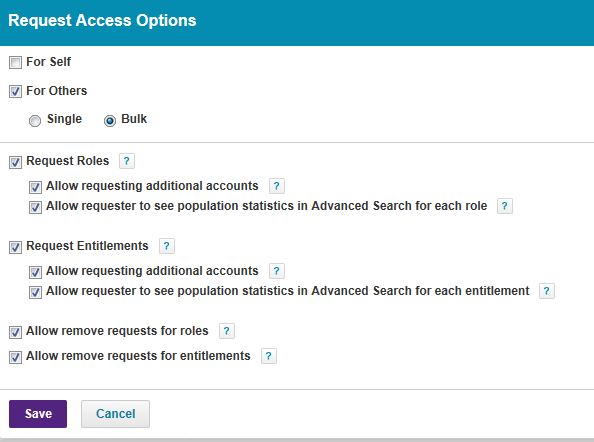 Request Access Options
For Self
For Others
Single Bulk
Request Roles ?
Allow requesting additional accounts ?
Allow requester to see population statistics in Advanced Search for each role ?
Request Entitlements ?
Allow requesting additional accounts ?
Allow requester to see population statistics in Advanced Search for each entitlement ?
Allow remove requests for roles ?
Allow remove requests for entitlements ?
Save Cancel